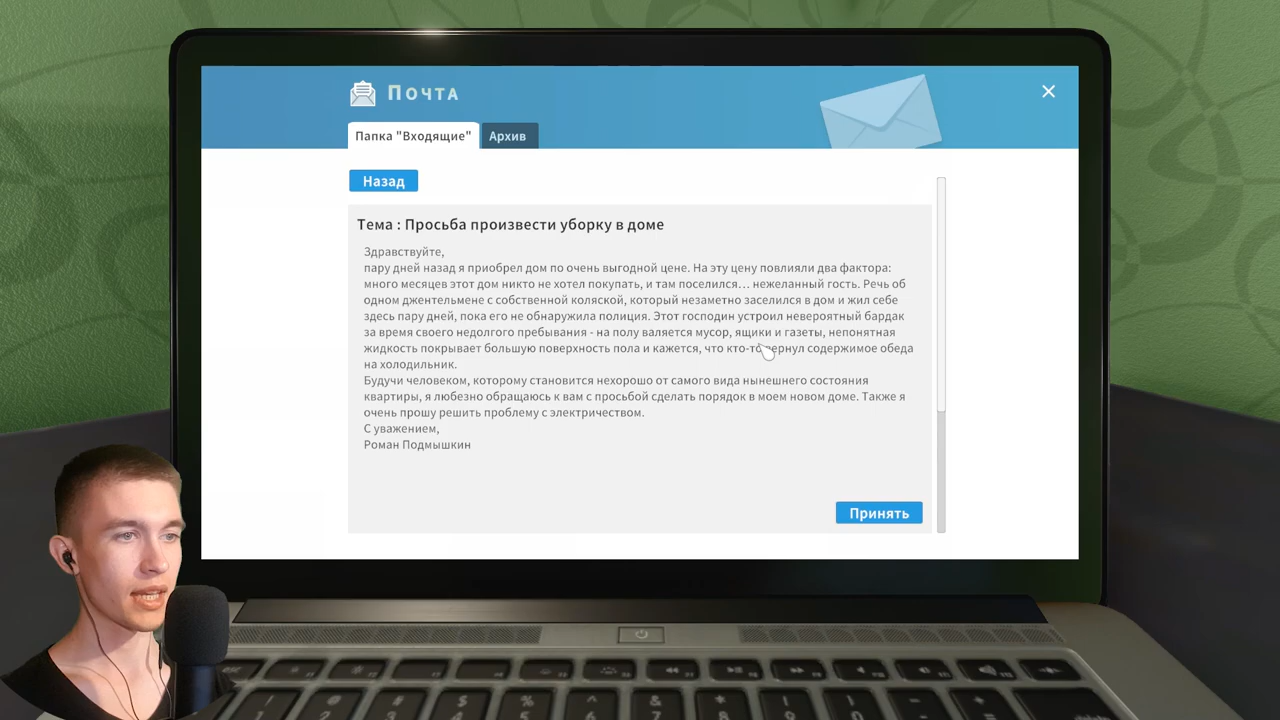 Почта
Папка "Входящие"
Архив
Назад
Тема : Просьба произвести уборку в доме
Здравствуйте,
пару дней назад я приобрел дом по очень выгодной цене. На эту цену повлияли два фактора:
много месяцев этот дом никто не хотел покупать, и там поселился... нежеланный гость. Речь об
одном джентельмене с собственной коляской, который незаметно заселился в дом и жил себе
здесь пару дней, пока его не обнаружила полиция. Этот господин устроил невероятный бардак
за время своего недолгого пребывания - на полу валяется мусор, ящики и газеты, непонятная
жидкость покрывает большую поверхность пола и кажется, что кто-то вернул содержимое обеда
на холодильник.
Будучи человеком, которому становится нехорошо от самого вида нынешнего состояния
квартиры, я любезно обращаюсь к вам с просьбой сделать порядок в моем новом доме. Также я
очень прошу решить проблему с электричеством.
С уважением,
Роман Подмышкин
Принять